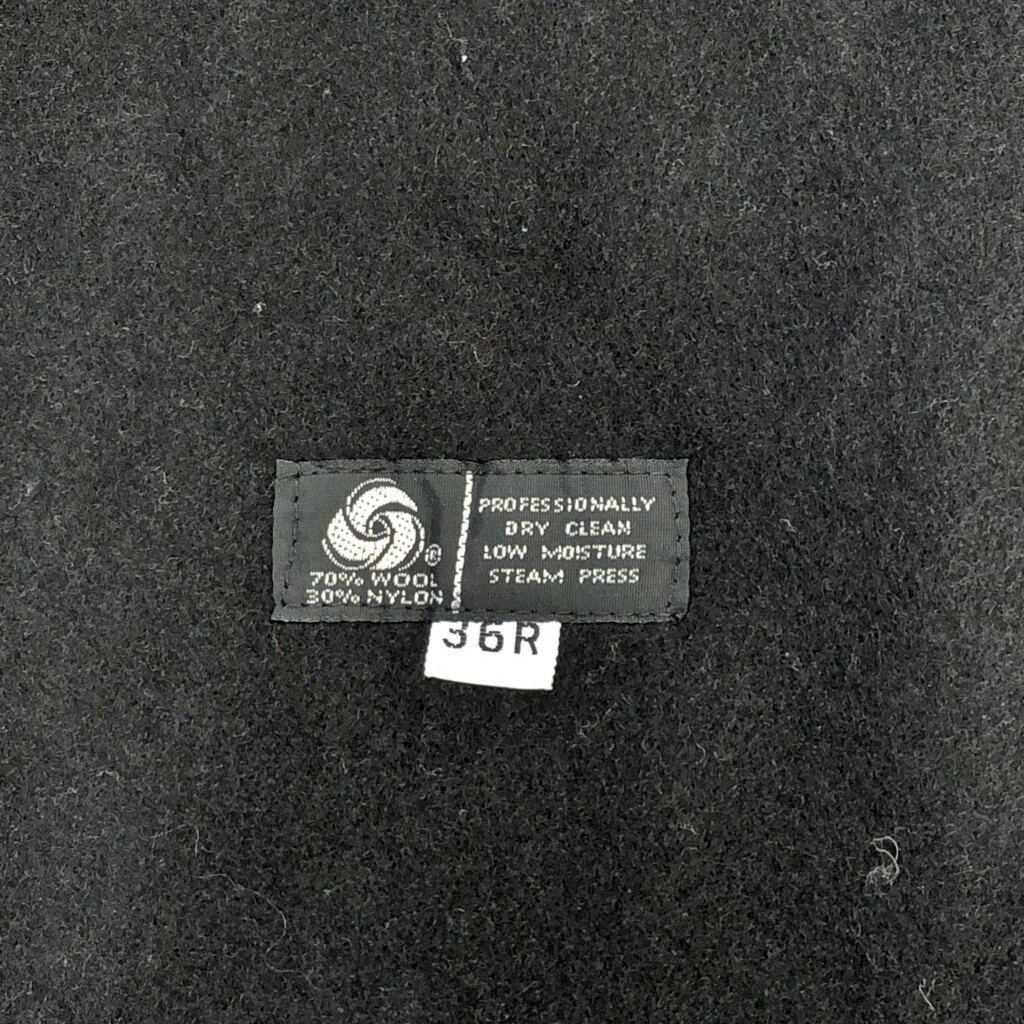 ®
70% WOOL
30% NYLON
PROFESSIONALLY
DRY CLEAN
LOW MOISTURE
STEAM PRESS
36R